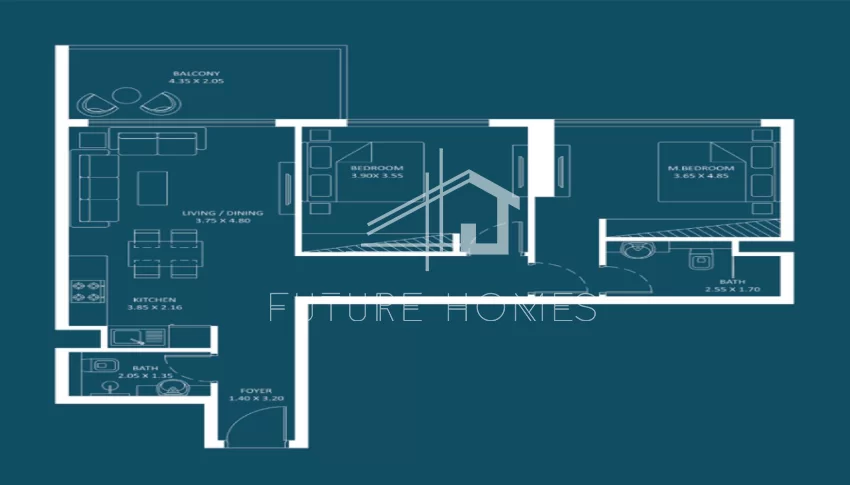 BALCONY
4.35 X 2.05
BEDROOM
3.90X 3.55
M.BEDROOM
3.65 X 4.85
LIVING / DINING
3.75 X 4.80
BATH
2.55 X 1.70
KITCHEN
3.85 X 2.16
FUTURE HOMES
BATH
2.05 X 1.35
FOYER
1.40 X 3.20